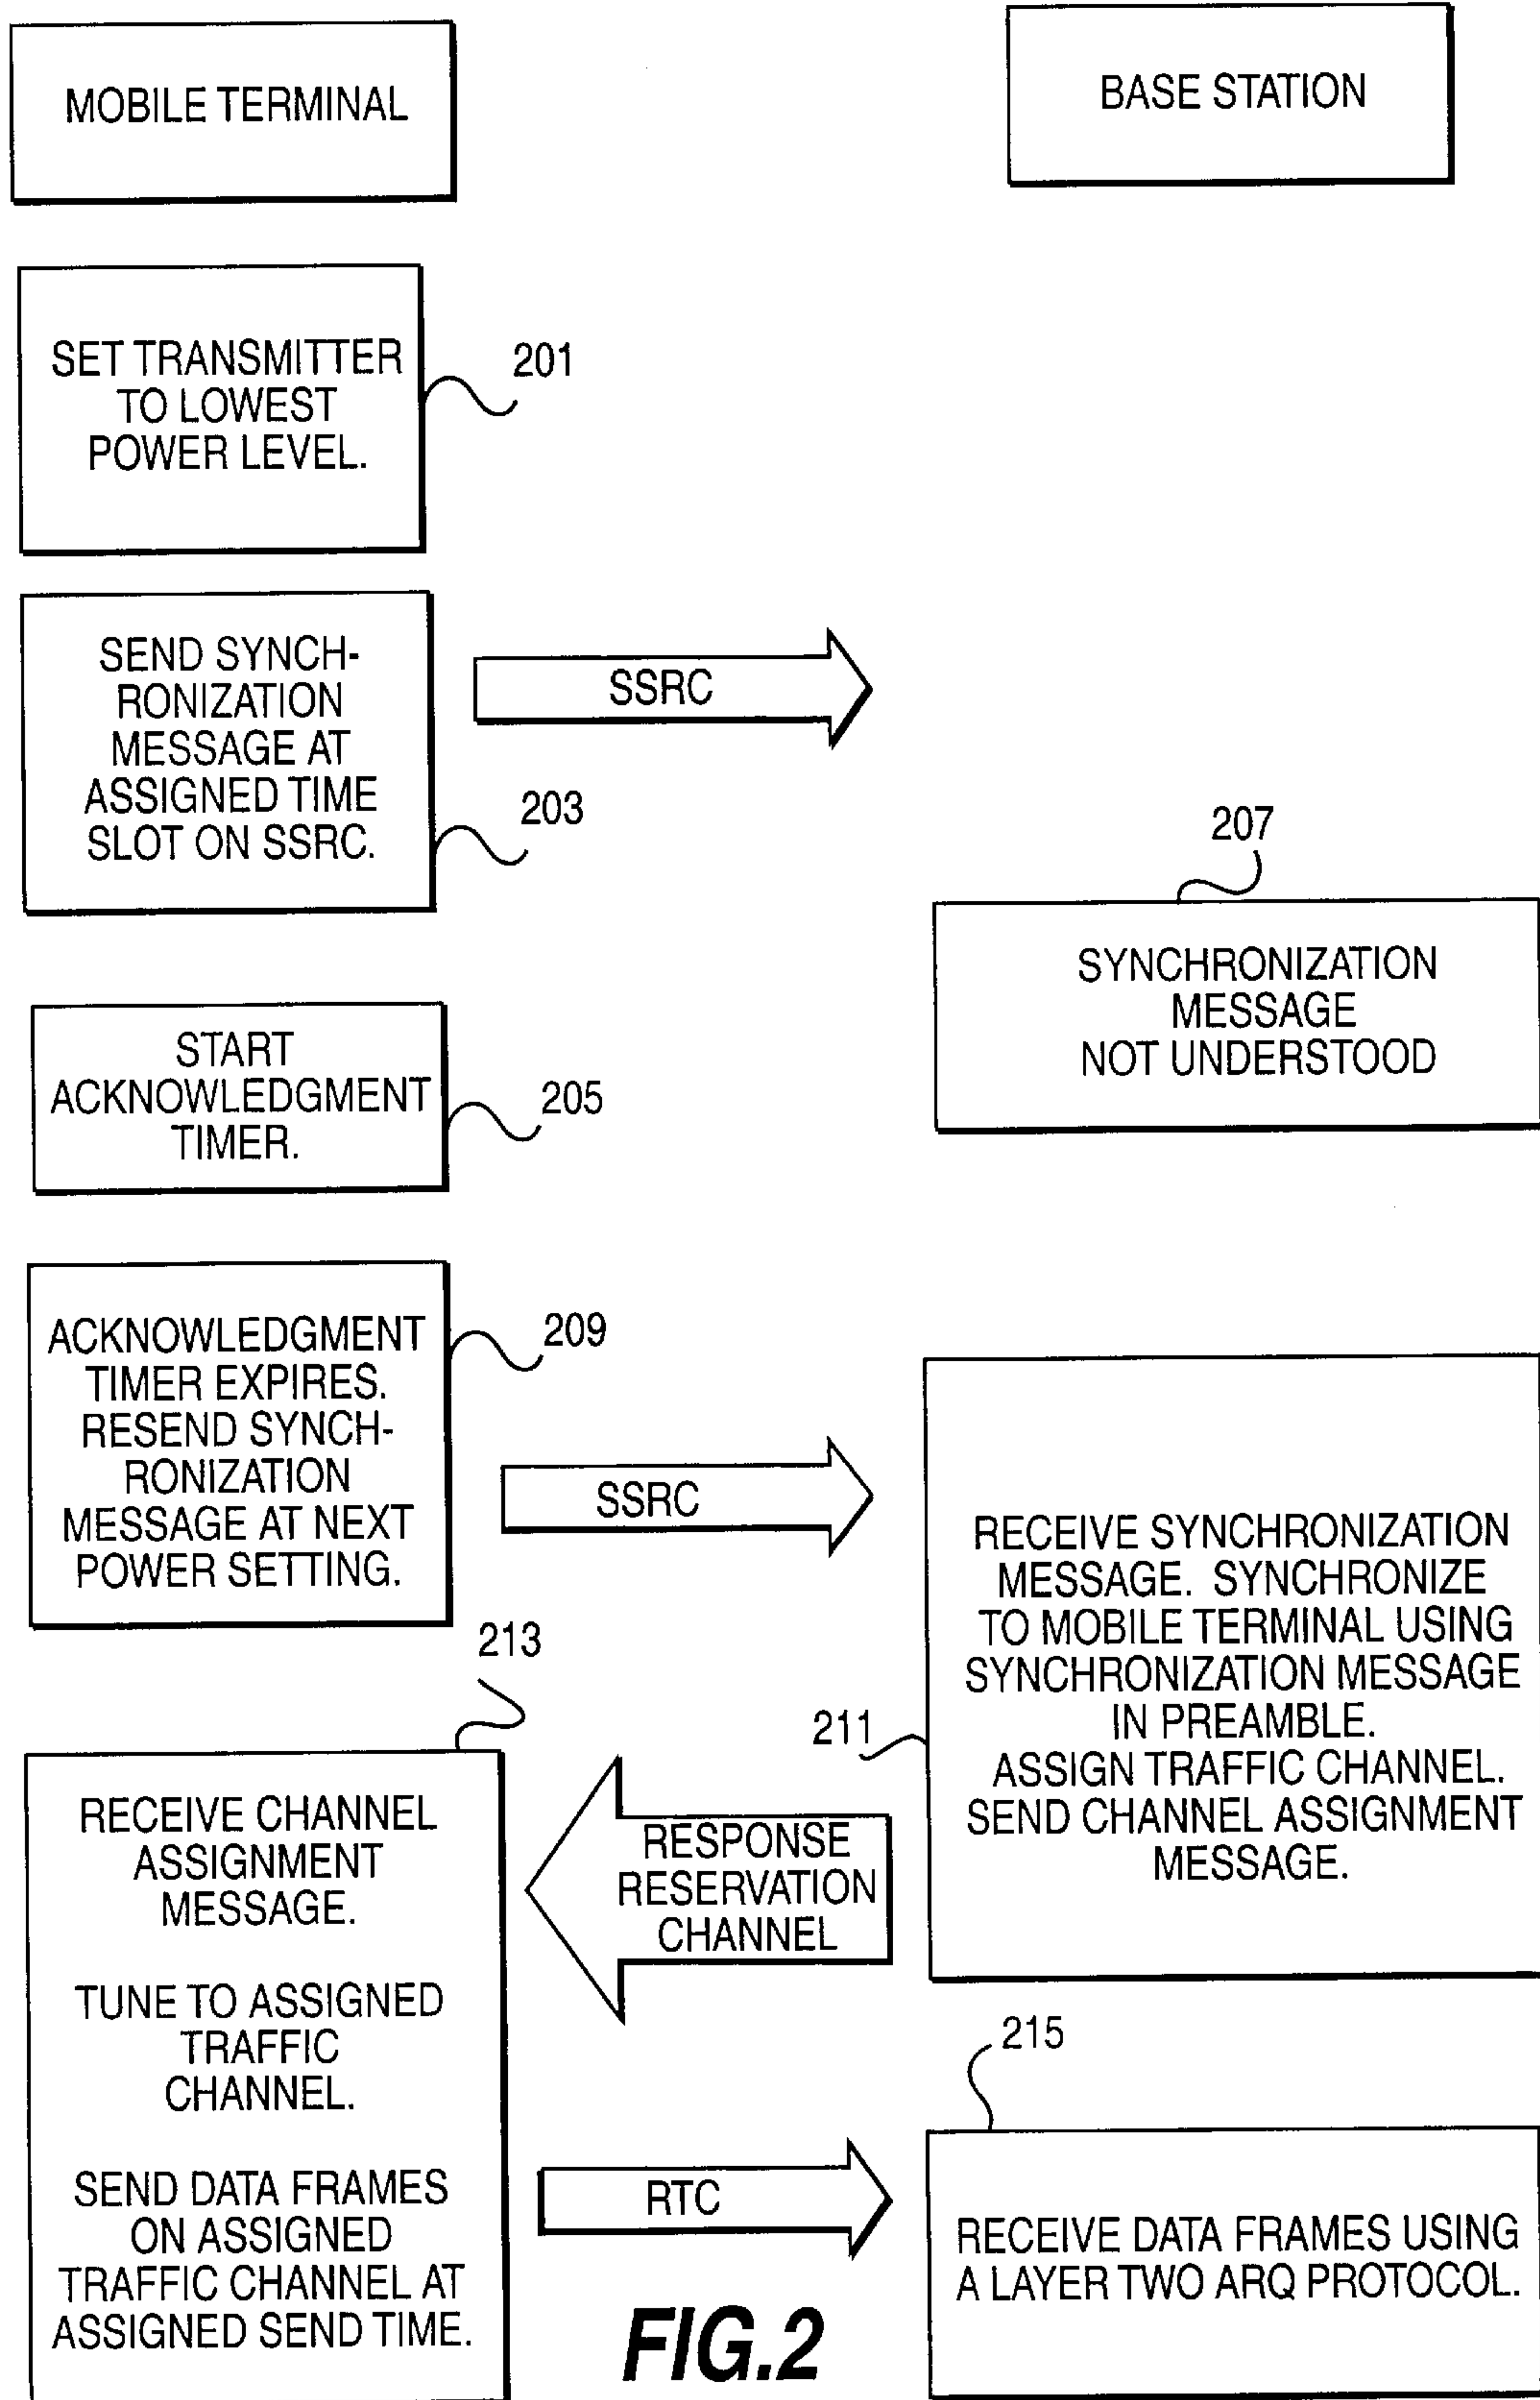 MOBILE TERMINAL
BASE STATION
SET TRANSMITTER
TO LOWEST
POWER LEVEL.
201
SEND SYNCH-
RONIZATION
MESSAGE AT
ASSIGNED TIME
SLOT ON SSRC.
203
SSRC
207
SYNCHRONIZATION
MESSAGE
NOT UNDERSTOOD
START
ACKNOWLEDGMENT
TIMER.
205
ACKNOWLEDGMENT
TIMER EXPIRES.
RESEND SYNCH-
RONIZATION
MESSAGE AT NEXT
POWER SETTING.
209
SSRC
211
RECEIVE SYNCHRONIZATION
MESSAGE. SYNCHRONIZE
TO MOBILE TERMINAL USING
SYNCHRONIZATION MESSAGE
IN PREAMBLE.
ASSIGN TRAFFIC CHANNEL.
SEND CHANNEL ASSIGNMENT
MESSAGE.
RESPONSE
RESERVATION
CHANNEL
213
RECEIVE CHANNEL
ASSIGNMENT
MESSAGE.
TUNE TO ASSIGNED
TRAFFIC
CHANNEL.
SEND DATA FRAMES
ON ASSIGNED
TRAFFIC CHANNEL AT
ASSIGNED SEND TIME.
RTC
215
RECEIVE DATA FRAMES USING
A LAYER TWO ARQ PROTOCOL.
FIG.2